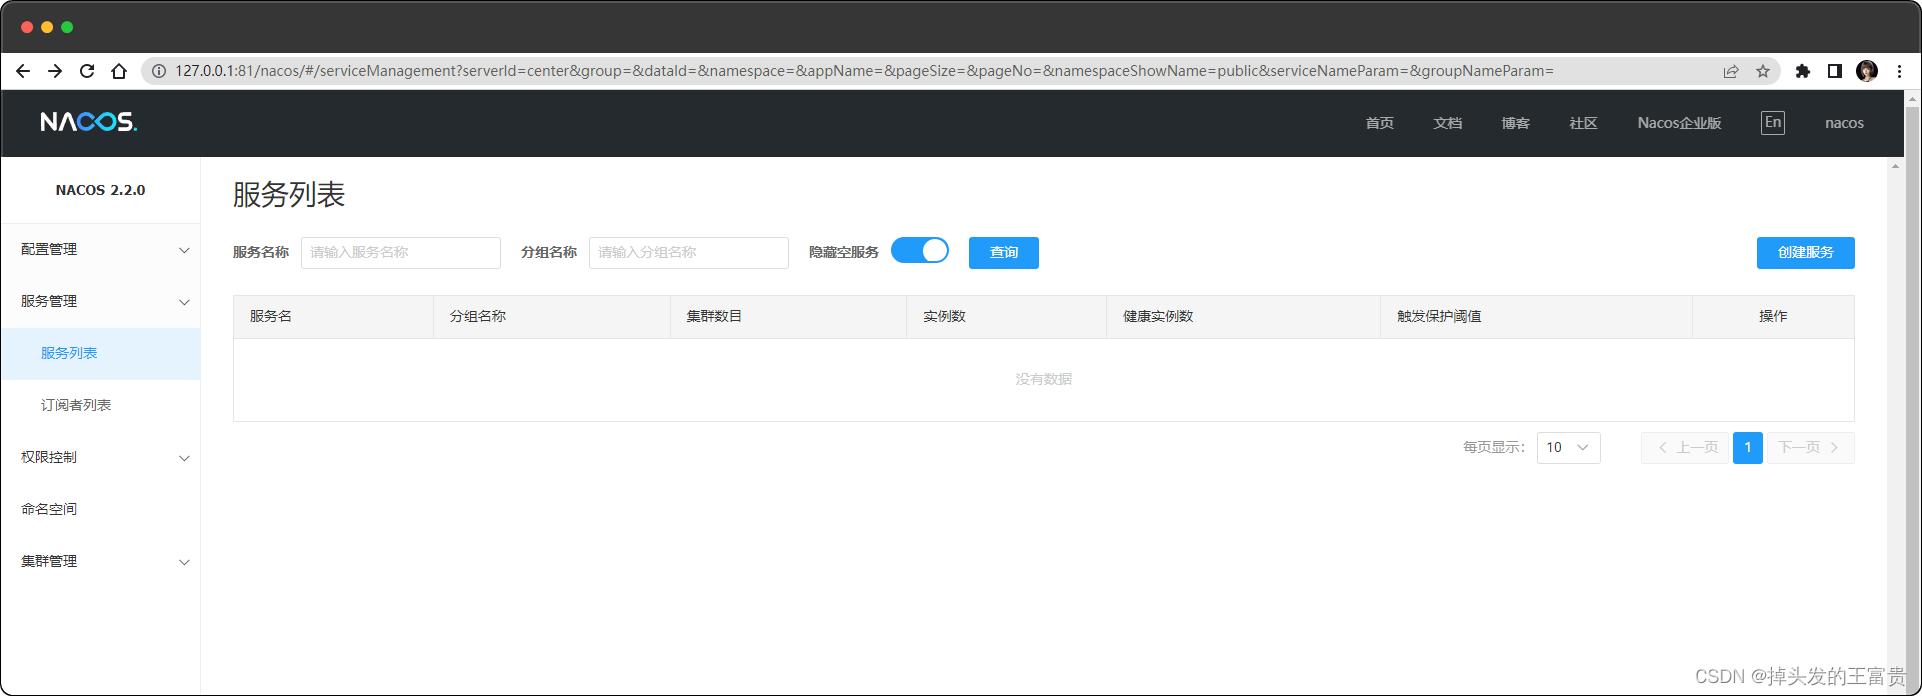 127.0.0.1:81/nacos/#/serviceManagement?serverId=center&group=&dataId=&namespace=&appName=&pageSize=&pageNo=&namespaceShowName=public&serviceNameParam=&groupNameParam=
NACOS. 首页 文档 博客 社区 Nacos企业版 En nacos
NACOS 2.2.0
配置管理
服务管理
服务列表
订阅者列表
权限控制
命名空间
集群管理
服务列表
服务名称 请输入服务名称 分组名称 请输入分组名称 隐藏空服务 查询 创建服务
服务名 分组名称 集群数目 实例数 健康实例数 触发保护阈值 操作
没有数据
每页显示: 10 上一页 1 下一页
CSDN @掉头发的王富贵